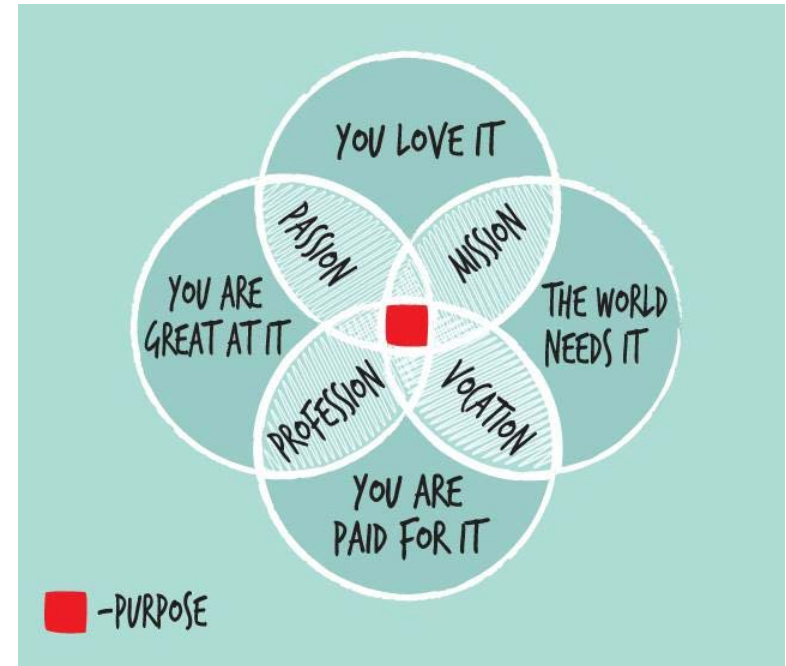 YOU LOVE IT
PASSION
MISSION
YOU ARE
GREAT AT IT
THE WORLD
NEEDS IT
PROFESSION
VOCATION
YOU ARE
PAID FOR IT
-PURPOSE